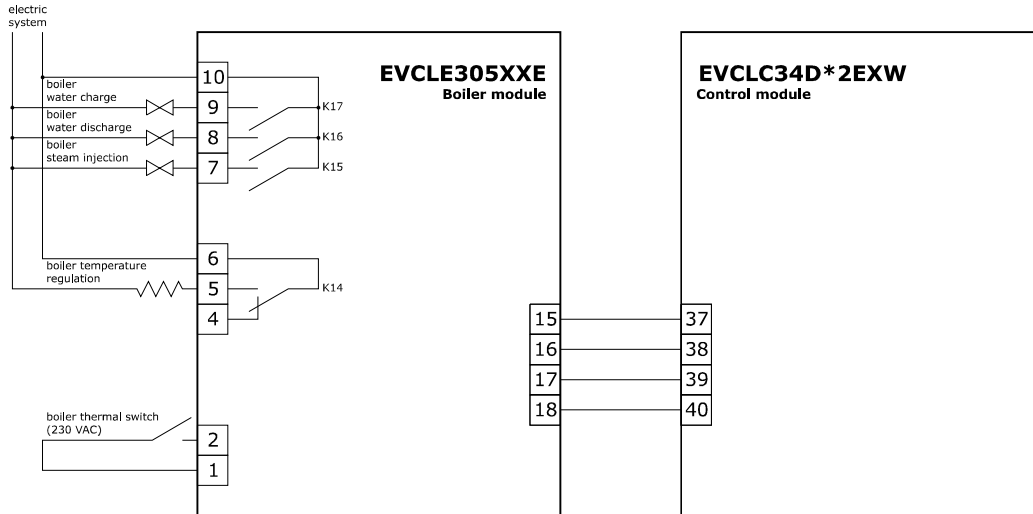 electric
system
EVCLE305XXE
Boiler module
EVCLC34D*2EXW
Control module
10
boiler
water charge
9
K17
boiler
water discharge
8
K16
boiler
steam injection
7
K15
6
boiler temperature
regulation
5
K14
4
15
37
16
38
17
39
18
40
boiler thermal switch
(230 VAC)
2
1